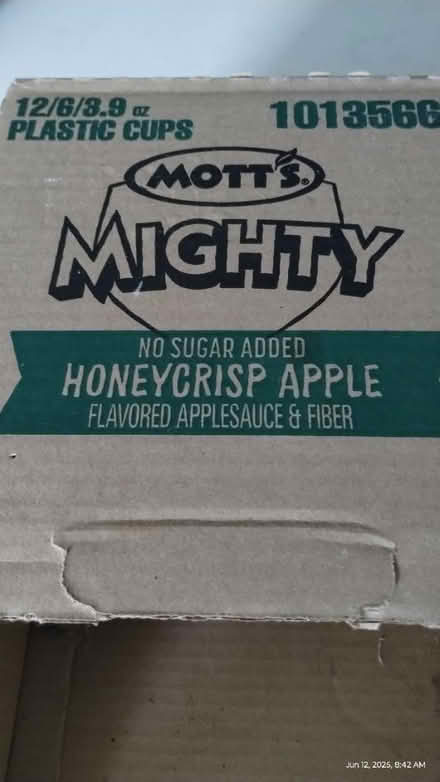 12/6/3.9 oz
PLASTIC CUPS
1013566
MOTT'S®
MIGHTY
NO SUGAR ADDED
HONEYCRISP APPLE
FLAVORED APPLESAUCE & FIBER
Jun 12, 2025, 8:42 AM